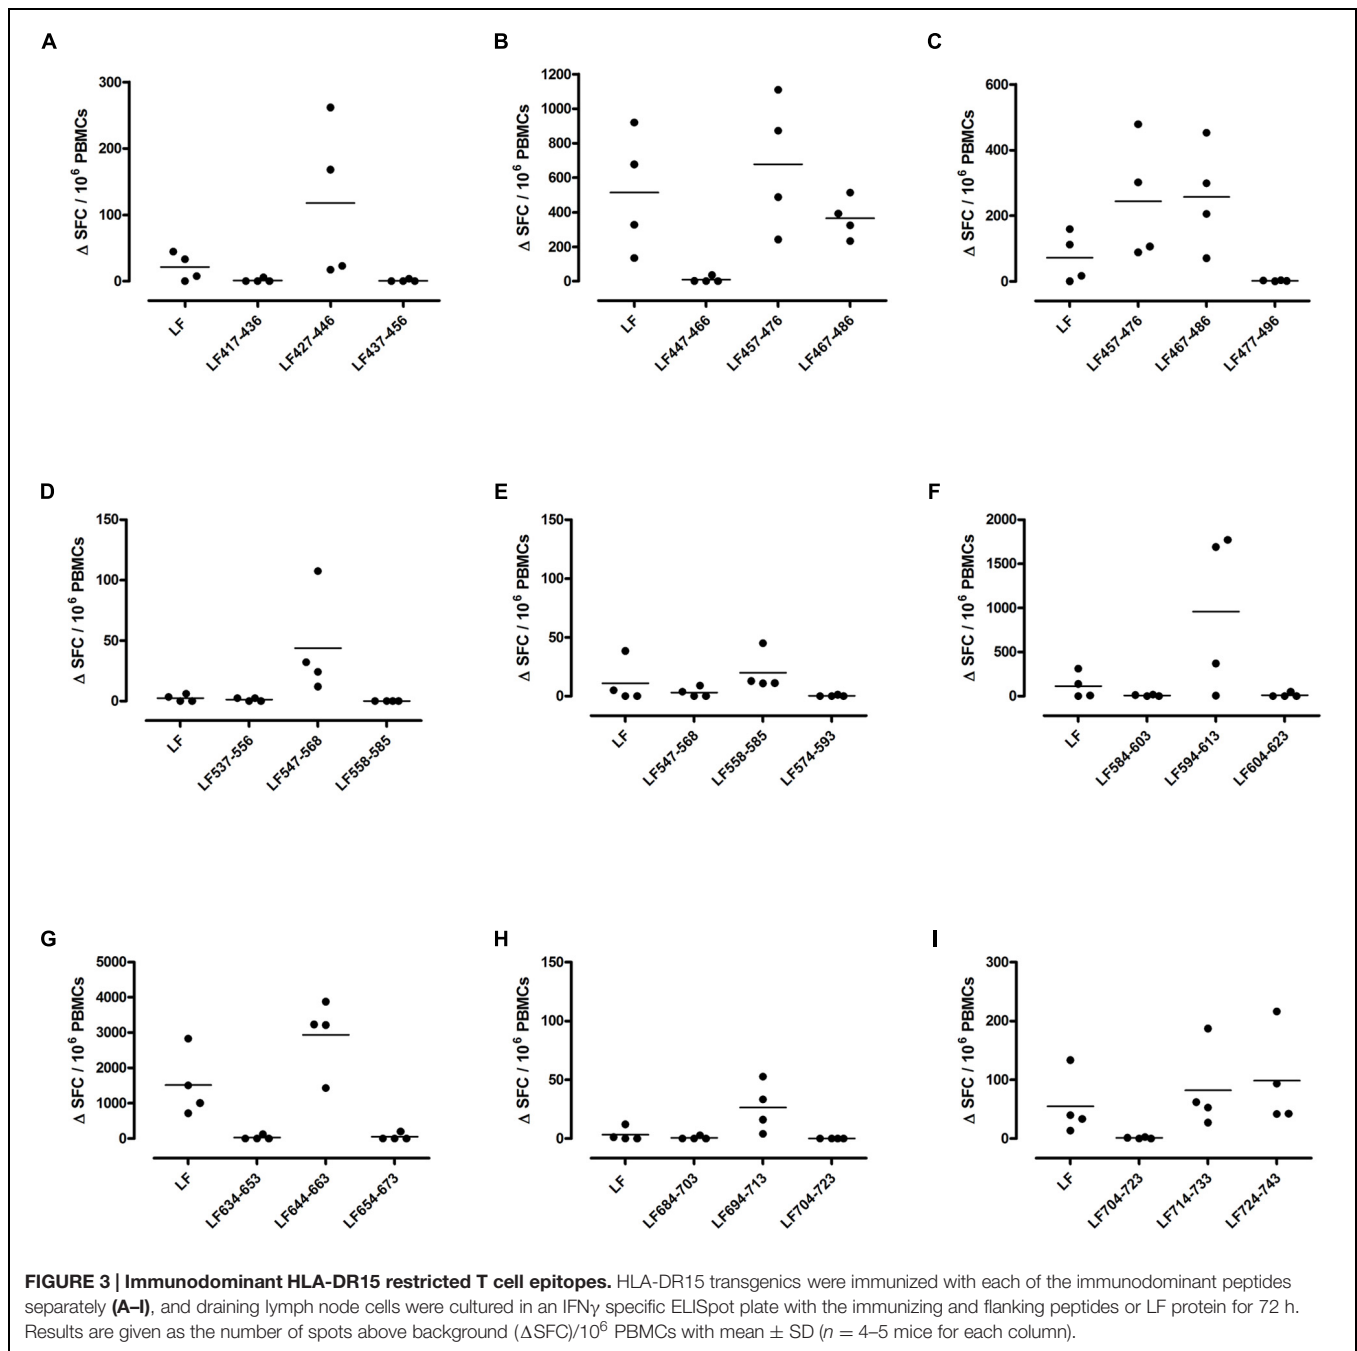 A
Δ SFC / 10⁶ PBMCs
300
200
100
0
LF
LF417-436
LF427-446
LF437-456
B
Δ SFC / 10⁶ PBMCs
1200
1000
800
600
400
200
0
LF
LF447-466
LF457-476
LF467-486
C
Δ SFC / 10⁶ PBMCs
600
400
200
0
LF
LF457-476
LF467-486
LF477-496
D
Δ SFC / 10⁶ PBMCs
150
100
50
0
LF
LF537-556
LF547-568
LF558-585
E
Δ SFC / 10⁶ PBMCs
150
100
50
0
LF
LF547-568
LF558-585
LF574-593
F
Δ SFC / 10⁶ PBMCs
2000
1500
1000
500
0
LF
LF584-603
LF594-613
LF604-623
G
Δ SFC / 10⁶ PBMCs
5000
4000
3000
2000
1000
0
LF
LF634-653
LF644-663
LF654-673
H
Δ SFC / 10⁶ PBMCs
150
100
50
0
LF
LF684-703
LF694-713
LF704-723
I
Δ SFC / 10⁶ PBMCs
300
200
100
0
LF
LF704-723
LF714-733
LF724-743
FIGURE 3 | Immunodominant HLA-DR15 restricted T cell epitopes. HLA-DR15 transgenics were immunized with each of the immunodominant peptides
separately (A–I), and draining lymph node cells were cultured in an IFNγ specific ELISpot plate with the immunizing and flanking peptides or LF protein for 72 h.
Results are given as the number of spots above background (ΔSFC)/10⁶ PBMCs with mean ± SD (n = 4–5 mice for each column).